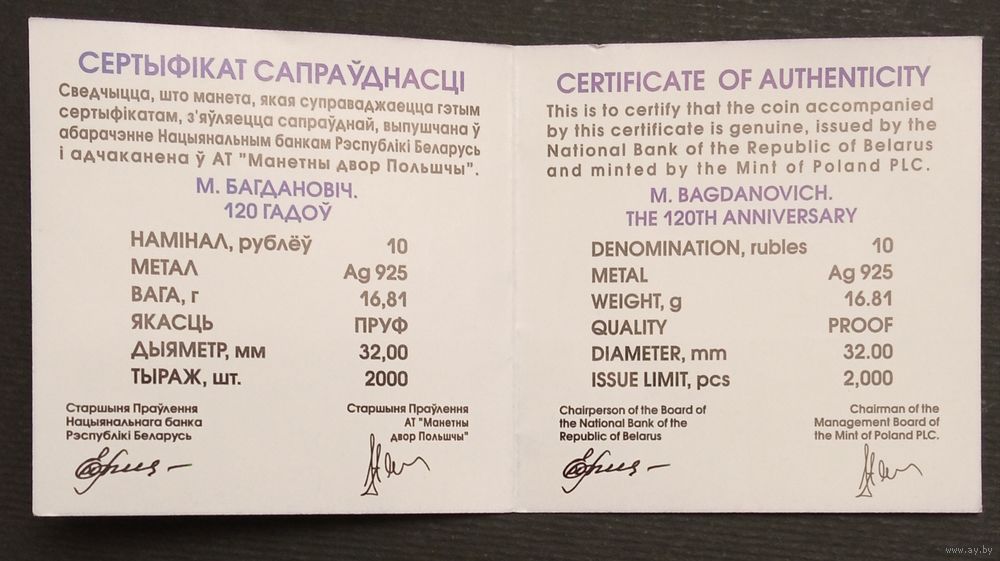 СЕРТЫФІКАТ САПРАЎДНАСЦІ
Сведчыцца, што манета, якая суправаджаецца гэтым
сертыфікатам, з'яўляецца сапраўднай, выпушчана ў
абарачэнне Нацыянальным банкам Рэспублікі Беларусь
і адчаканена ў АТ "Манетны двор Польшчы".
М. БАГДАНОВІЧ.
120 ГАДОЎ
НАМІНАЛ, рублёў 10
МЕТАЛ Ag 925
ВАГА, г 16,81
ЯКАСЦЬ ПРУФ
ДЫЯМЕТР, мм 32,00
ТЫРАЖ, шт. 2000
Старшыня Праўлення
Нацыянальнага банка
Рэспублікі Беларусь
Старшыня Праўлення
АТ "Манетны
двор Польшчы"
CERTIFICATE OF AUTHENTICITY
This is to certify that the coin accompanied
by this certificate is genuine, issued by the
National Bank of the Republic of Belarus
and minted by the Mint of Poland PLC.
M. BAGDANOVICH.
THE 120TH ANNIVERSARY
DENOMINATION, rubles 10
METAL Ag 925
WEIGHT, g 16.81
QUALITY PROOF
DIAMETER, mm 32.00
ISSUE LIMIT, pcs 2,000
Chairperson of the Board of
the National Bank of the
Republic of Belarus
Chairman of the
Management Board of
the Mint of Poland PLC.
www.ay.by